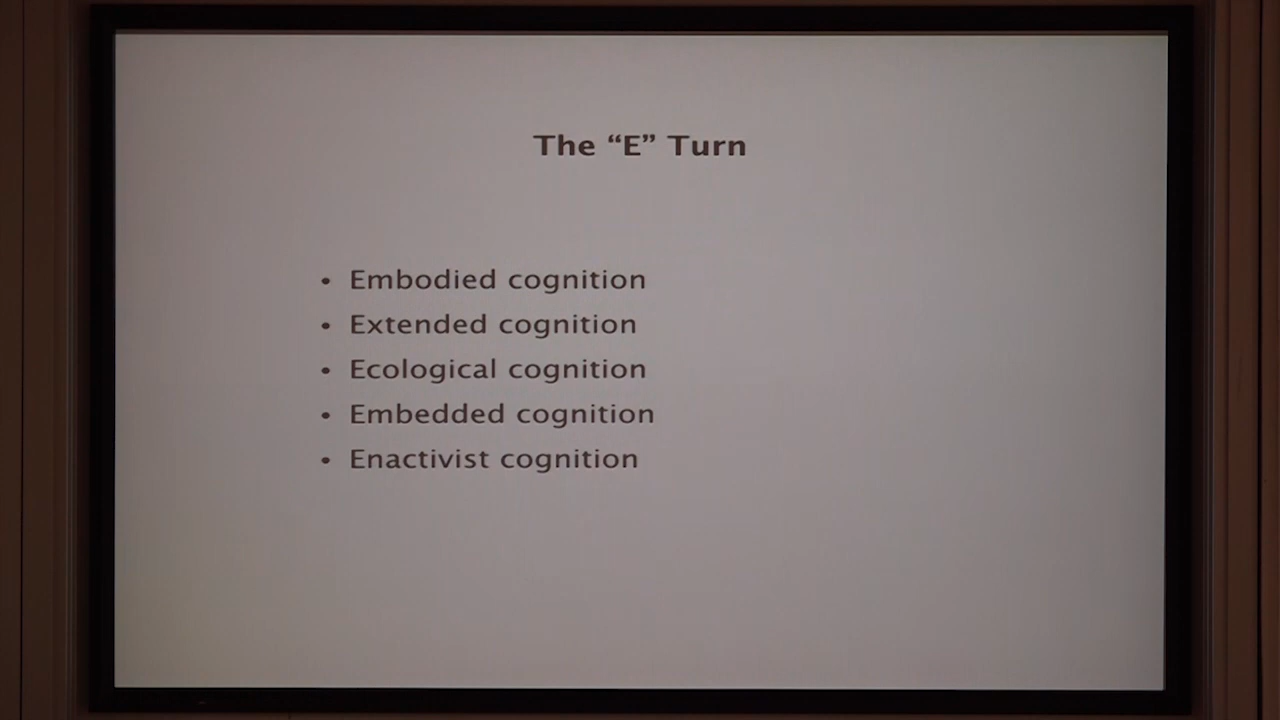 The “E” Turn
• Embodied cognition
• Extended cognition
• Ecological cognition
• Embedded cognition
• Enactivist cognition